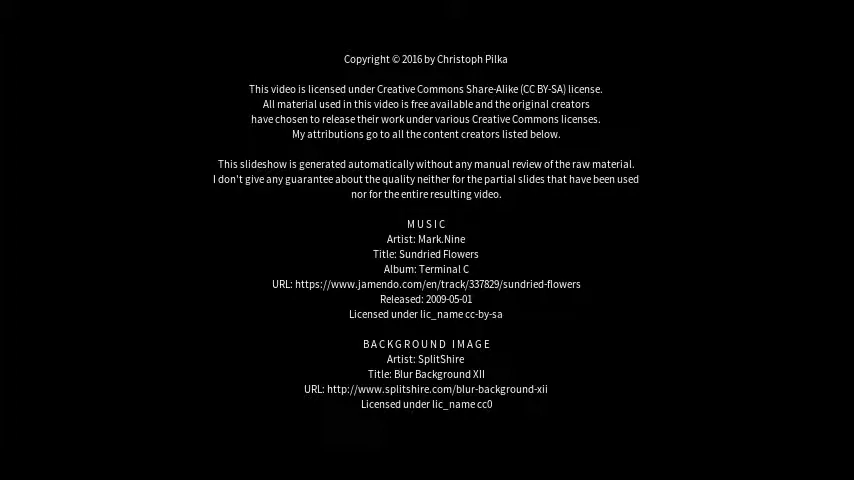 Copyright © 2016 by Christoph Pilka
This video is licensed under Creative Commons Share-Alike (CC BY-SA) license.
All material used in this video is free available and the original creators
have chosen to release their work under various Creative Commons licenses.
My attributions go to all the content creators listed below.
This slideshow is generated automatically without any manual review of the raw material.
I don't give any guarantee about the quality neither for the partial slides that have been used
nor for the entire resulting video.
M U S I C
Artist: Mark.Nine
Title: Sundried Flowers
Album: Terminal C
URL: https://www.jamendo.com/en/track/337829/sundried-flowers
Released: 2009-05-01
Licensed under lic_name cc-by-sa
B A C K G R O U N D   I M A G E
Artist: SplitShire
Title: Blur Background XII
URL: http://www.splitshire.com/blur-background-xii
Licensed under lic_name cc0